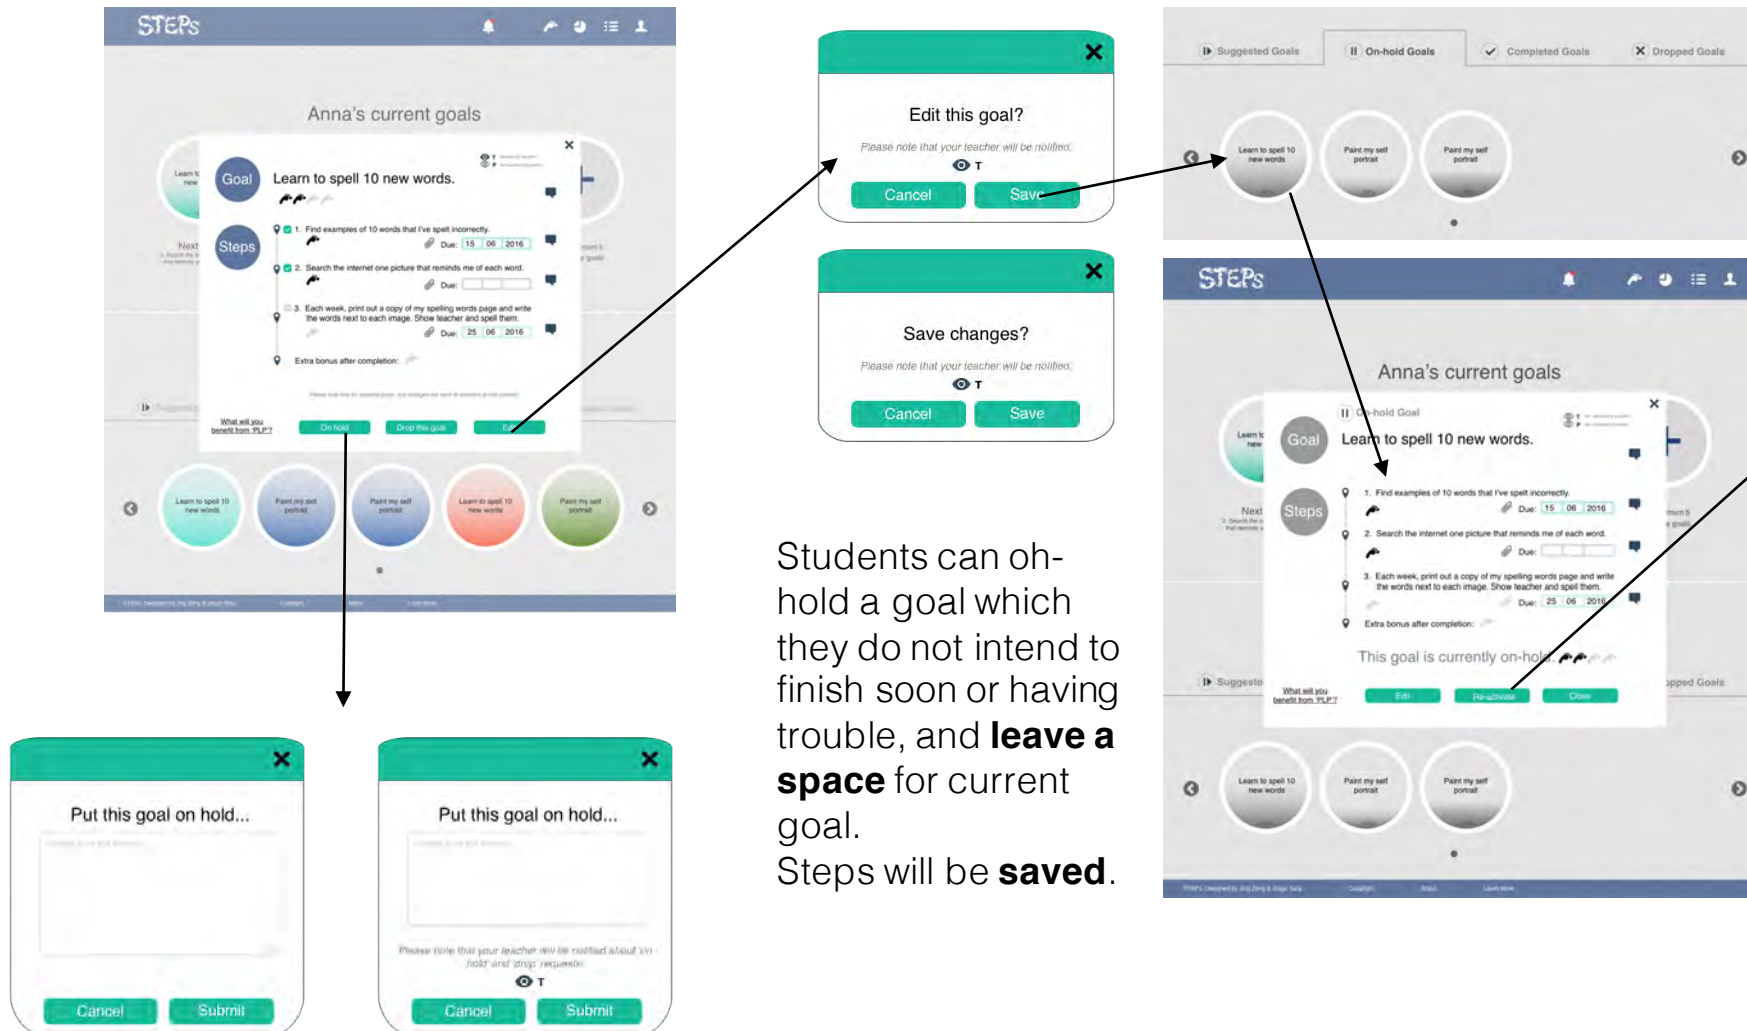 STEPs
Anna's current goals
Goal
Learn to spell 10 new words.
T
P
Steps
1. Find examples of 10 words that I've spelt incorrectly.
Due: 15 06 2016
2. Search the internet one picture that reminds me of each word.
Due:
3. Each week, print out a copy of my spelling words page and write
the words next to each image. Show teacher and spell them.
Due: 25 06 2016
Extra bonus after completion:
Next
What will you
benefit from 'PLP'?
On hold
Drop this goal
Learn to spell 10
new words
Paint my self
portrait
Paint my self
portrait
Learn to spell 10
new words
Paint my self
portrait
Put this goal on hold...
Cancel
Submit
Put this goal on hold...
Please note that your teacher will be notified about 'on
hold' and 'drop' requests.
T
Cancel
Submit
Edit this goal?
Please note that your teacher will be notified.
T
Cancel
Save
Save changes?
Please note that your teacher will be notified.
T
Cancel
Save
Students can oh-
hold a goal which
they do not intend to
finish soon or having
trouble, and leave a
space for current
goal.
Steps will be saved.
Suggested Goals
On-hold Goals
Completed Goals
Dropped Goals
Learn to spell 10
new words
Paint my self
portrait
Paint my self
portrait
STEPs
Anna's current goals
On-hold Goal
Goal
Learn to spell 10 new words.
T
P
Steps
1. Find examples of 10 words that I've spelt incorrectly.
Due: 15 06 2016
2. Search the internet one picture that reminds me of each word.
Due:
3. Each week, print out a copy of my spelling words page and write
the words next to each image. Show teacher and spell them.
Due: 25 06 2016
Extra bonus after completion:
This goal is currently on-hold.
Next
What will you
benefit from 'PLP'?
Edit
Re-activate
Close
Learn to spell 10
new words
Paint my self
portrait
Paint my self
portrait